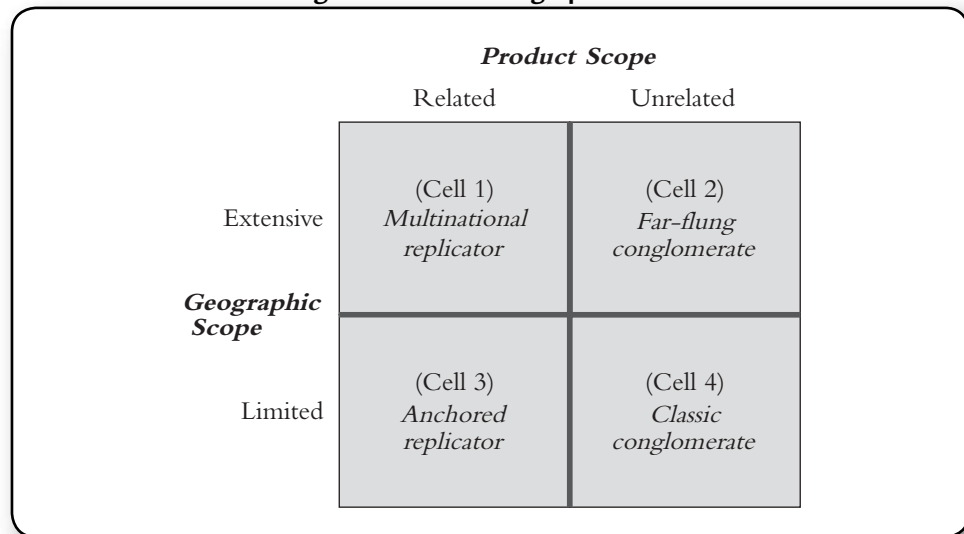 Product Scope
Related Unrelated
(Cell 1)
Multinational
replicator
(Cell 2)
Far-flung
conglomerate
Extensive
Geographic
Scope
(Cell 3)
Anchored
replicator
(Cell 4)
Classic
conglomerate
Limited